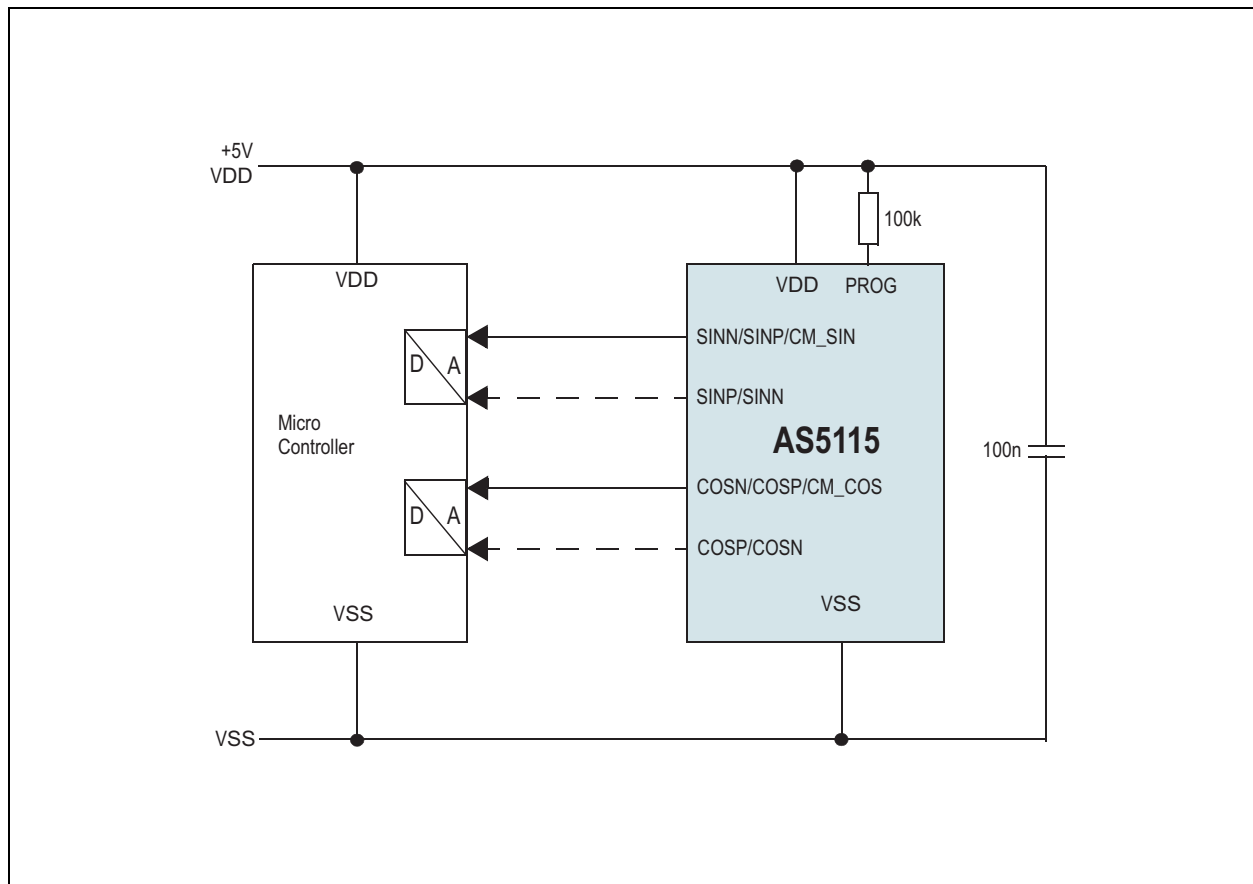 +5V
VDD
100k
VDD
VDD
PROG
SINN/SINP/CM_SIN
D
A
SINP/SINN
Micro
Controller
AS5115
100n
COSN/COSP/CM_COS
D
A
COSP/COSN
VSS
VSS
VSS